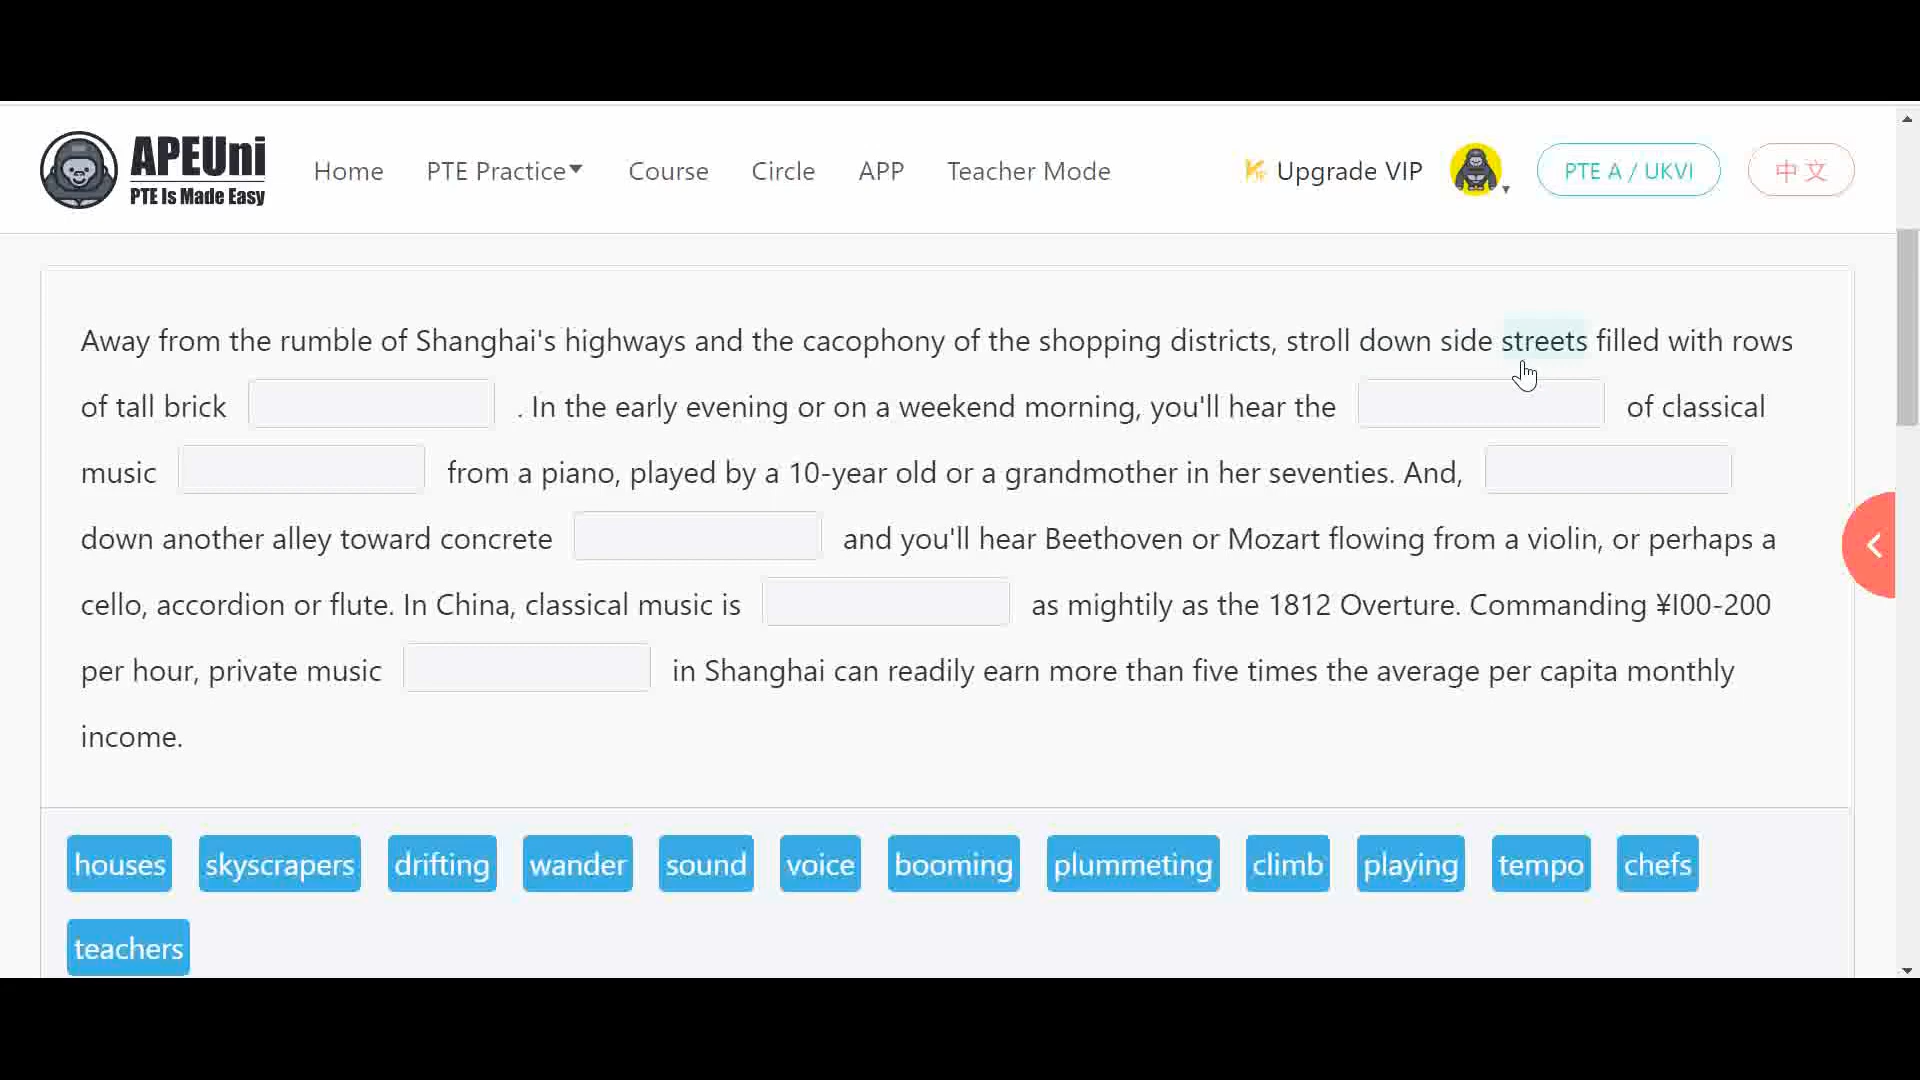 APEUni
PTE Is Made Easy
Home PTE Practice Course Circle APP Teacher Mode Upgrade VIP PTE A / UKVI 中文
Away from the rumble of Shanghai's highways and the cacophony of the shopping districts, stroll down side streets filled with rows
of tall brick . In the early evening or on a weekend morning, you'll hear the of classical
music from a piano, played by a 10-year old or a grandmother in her seventies. And,
down another alley toward concrete and you'll hear Beethoven or Mozart flowing from a violin, or perhaps a
cello, accordion or flute. In China, classical music is as mightily as the 1812 Overture. Commanding ¥I00-200
per hour, private music in Shanghai can readily earn more than five times the average per capita monthly
income.
houses skyscrapers drifting wander sound voice booming plummeting climb playing tempo chefs
teachers